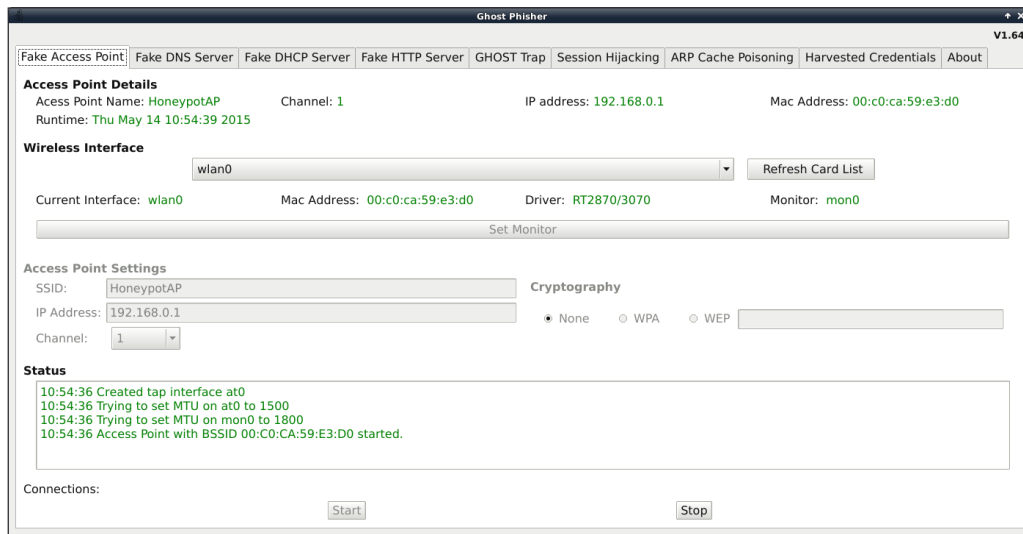 Ghost Phisher
V1.64
Fake Access Point Fake DNS Server Fake DHCP Server Fake HTTP Server GHOST Trap Session Hijacking ARP Cache Poisoning Harvested Credentials About
Access Point Details
Acess Point Name: HoneypotAP Channel: 1 IP address: 192.168.0.1 Mac Address: 00:c0:ca:59:e3:d0
Runtime: Thu May 14 10:54:39 2015
Wireless Interface
wlan0 Refresh Card List
Current Interface: wlan0 Mac Address: 00:c0:ca:59:e3:d0 Driver: RT2870/3070 Monitor: mon0
Set Monitor
Access Point Settings
SSID: HoneypotAP Cryptography
IP Address: 192.168.0.1 None WPA WEP
Channel: 1
Status
10:54:36 Created tap interface at0
10:54:36 Trying to set MTU on at0 to 1500
10:54:36 Trying to set MTU on mon0 to 1800
10:54:36 Access Point with BSSID 00:C0:CA:59:E3:D0 started.
Connections:
Start Stop